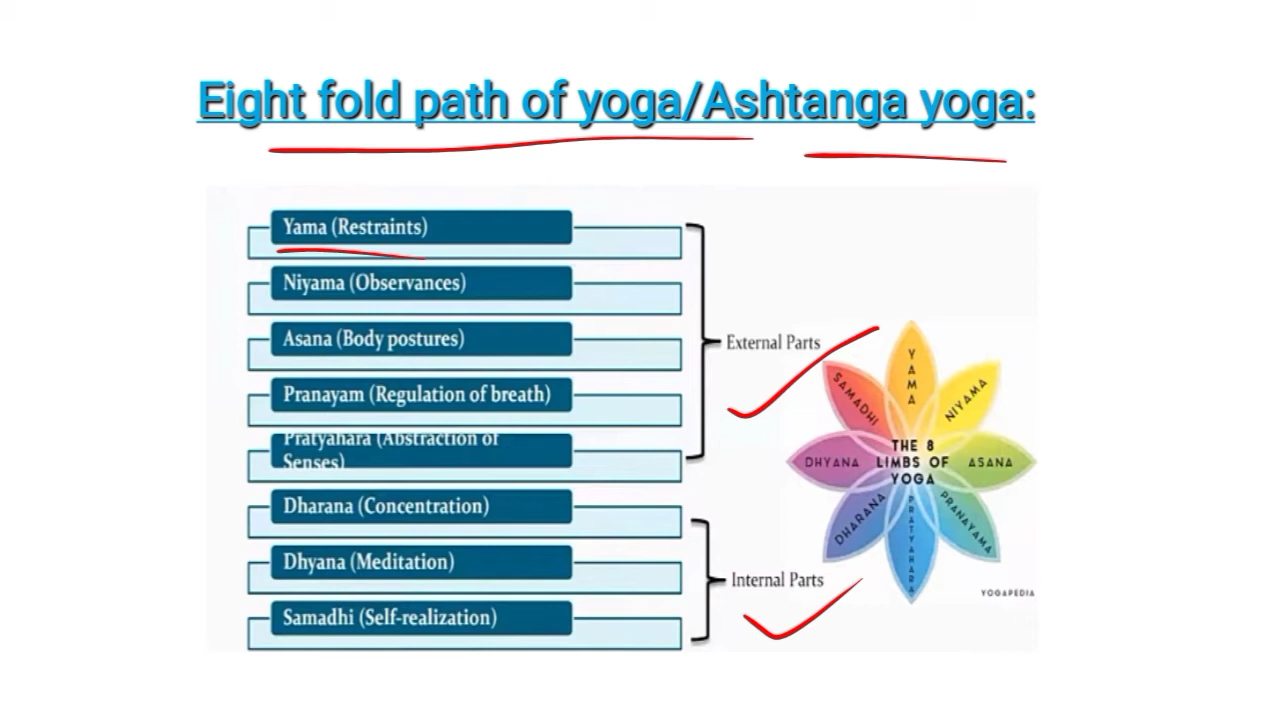 Eight fold path of yoga/Ashtanga yoga:
Yama (Restraints)
Niyama (Observances)
Asana (Body postures)
Pranayam (Regulation of breath)
Pratyahara (Abstraction of
Senses)
Dharana (Concentration)
Dhyana (Meditation)
Samadhi (Self-realization)
External Parts
Internal Parts
YAMA
NIYAMA
ASANA
PRANAYAMA
PRATYAHARA
DHARANA
DHYANA
SAMADHI
THE 8
LIMBS OF
YOGA
YOGAPEDIA